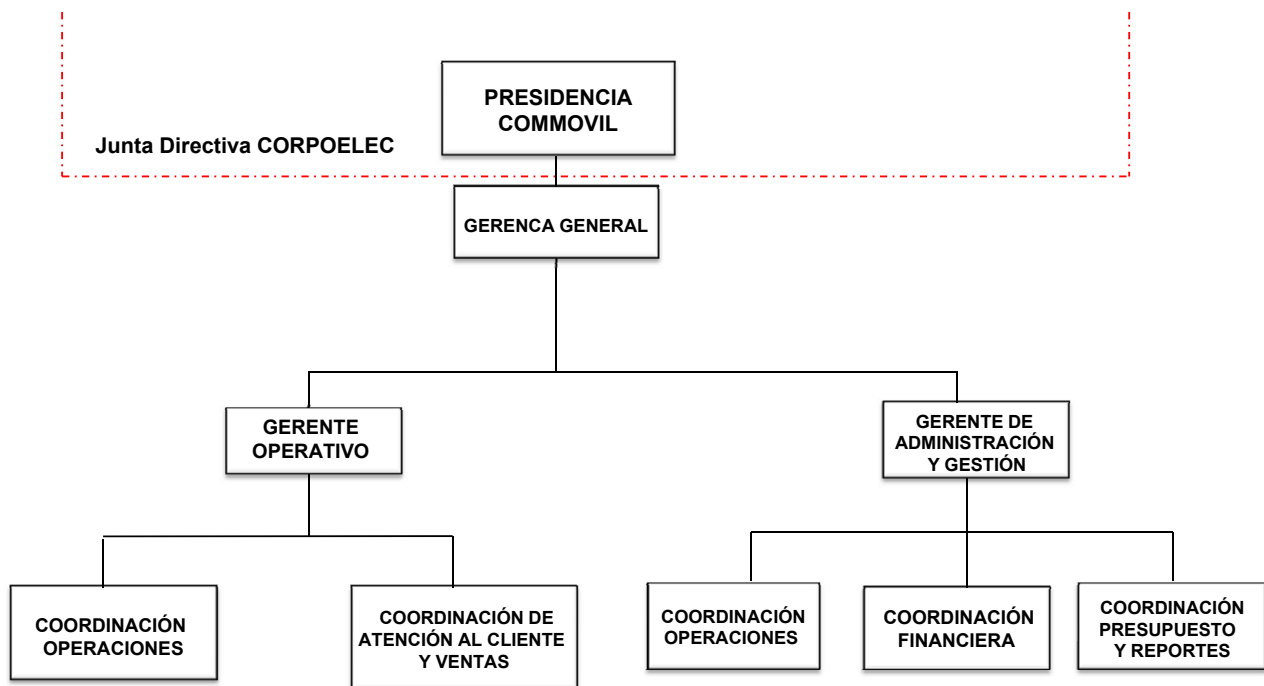 PRESIDENCIA
COMMOVIL
Junta Directiva CORPOELEC
GERENCA GENERAL
GERENTE
OPERATIVO
GERENTE DE
ADMINISTRACIÓN
Y GESTIÓN
COORDINACIÓN
OPERACIONES
COORDINACIÓN DE
ATENCIÓN AL CLIENTE
Y VENTAS
COORDINACIÓN
OPERACIONES
COORDINACIÓN
FINANCIERA
COORDINACIÓN
PRESUPUESTO
Y REPORTES